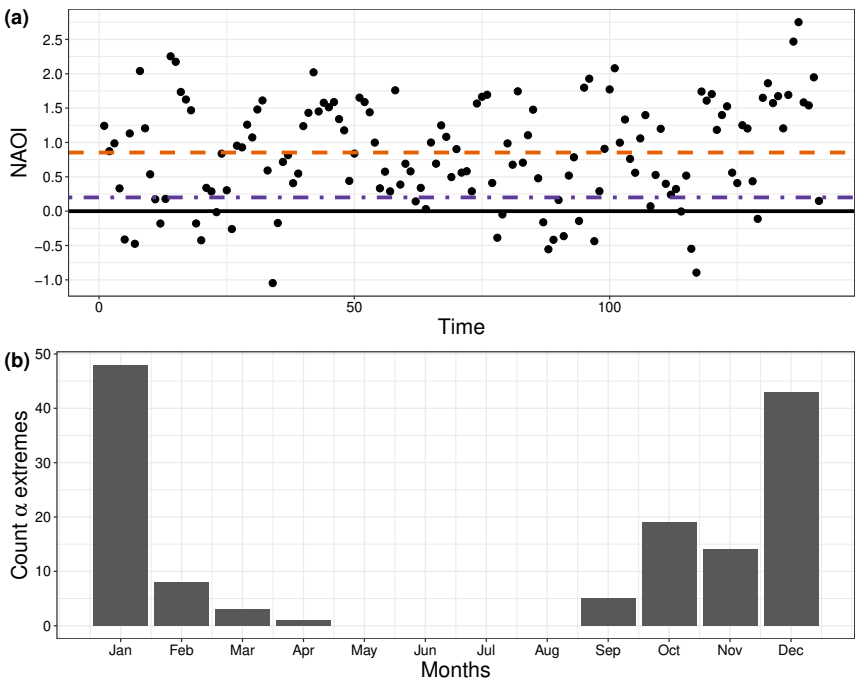 (a)
2.5
2.0
1.5
1.0
0.5
0.0
−0.5
−1.0
NAOI
0 50 100
Time
(b)
50
40
30
20
10
0
Count α extremes
Jan Feb Mar Apr May Jun Jul Aug Sep Oct Nov Dec
Months